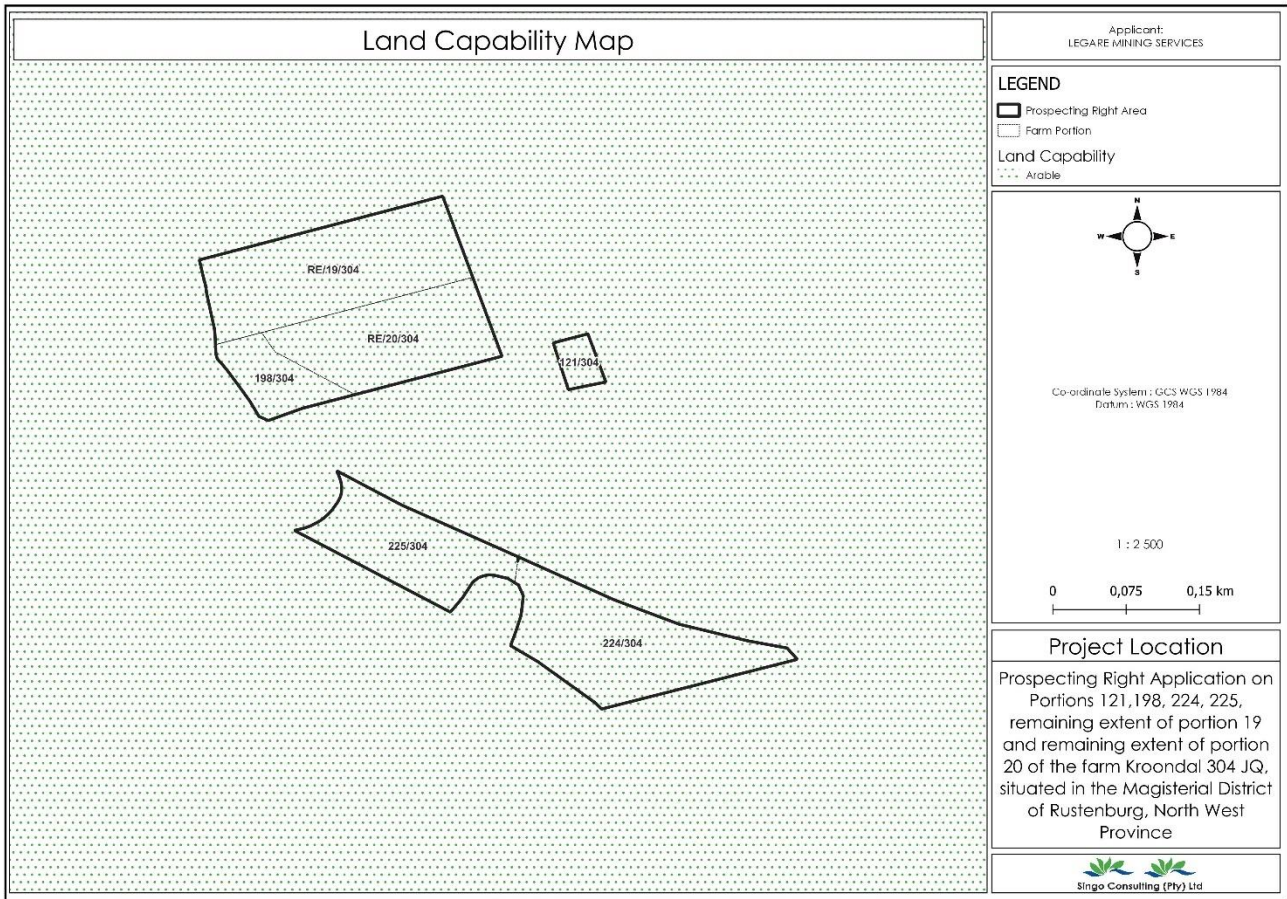 Land Capability Map
RE/19/304
RE/20/304
198/304
121/304
225/304
224/304
Applicant:
LEGARE MINING SERVICES
LEGEND
Prospecting Right Area
Farm Portion
Land Capability
Arable
N
W E
S
Co-ordinate System : GCS WGS 1984
Datum : WGS 1984
1 : 2 500
0 0,075 0,15 km
Project Location
Prospecting Right Application on
Portions 121,198, 224, 225,
remaining extent of portion 19
and remaining extent of portion
20 of the farm Kroondal 304 JQ,
situated in the Magisterial District
of Rustenburg, North West
Province
Singo Consulting (Pty) Ltd